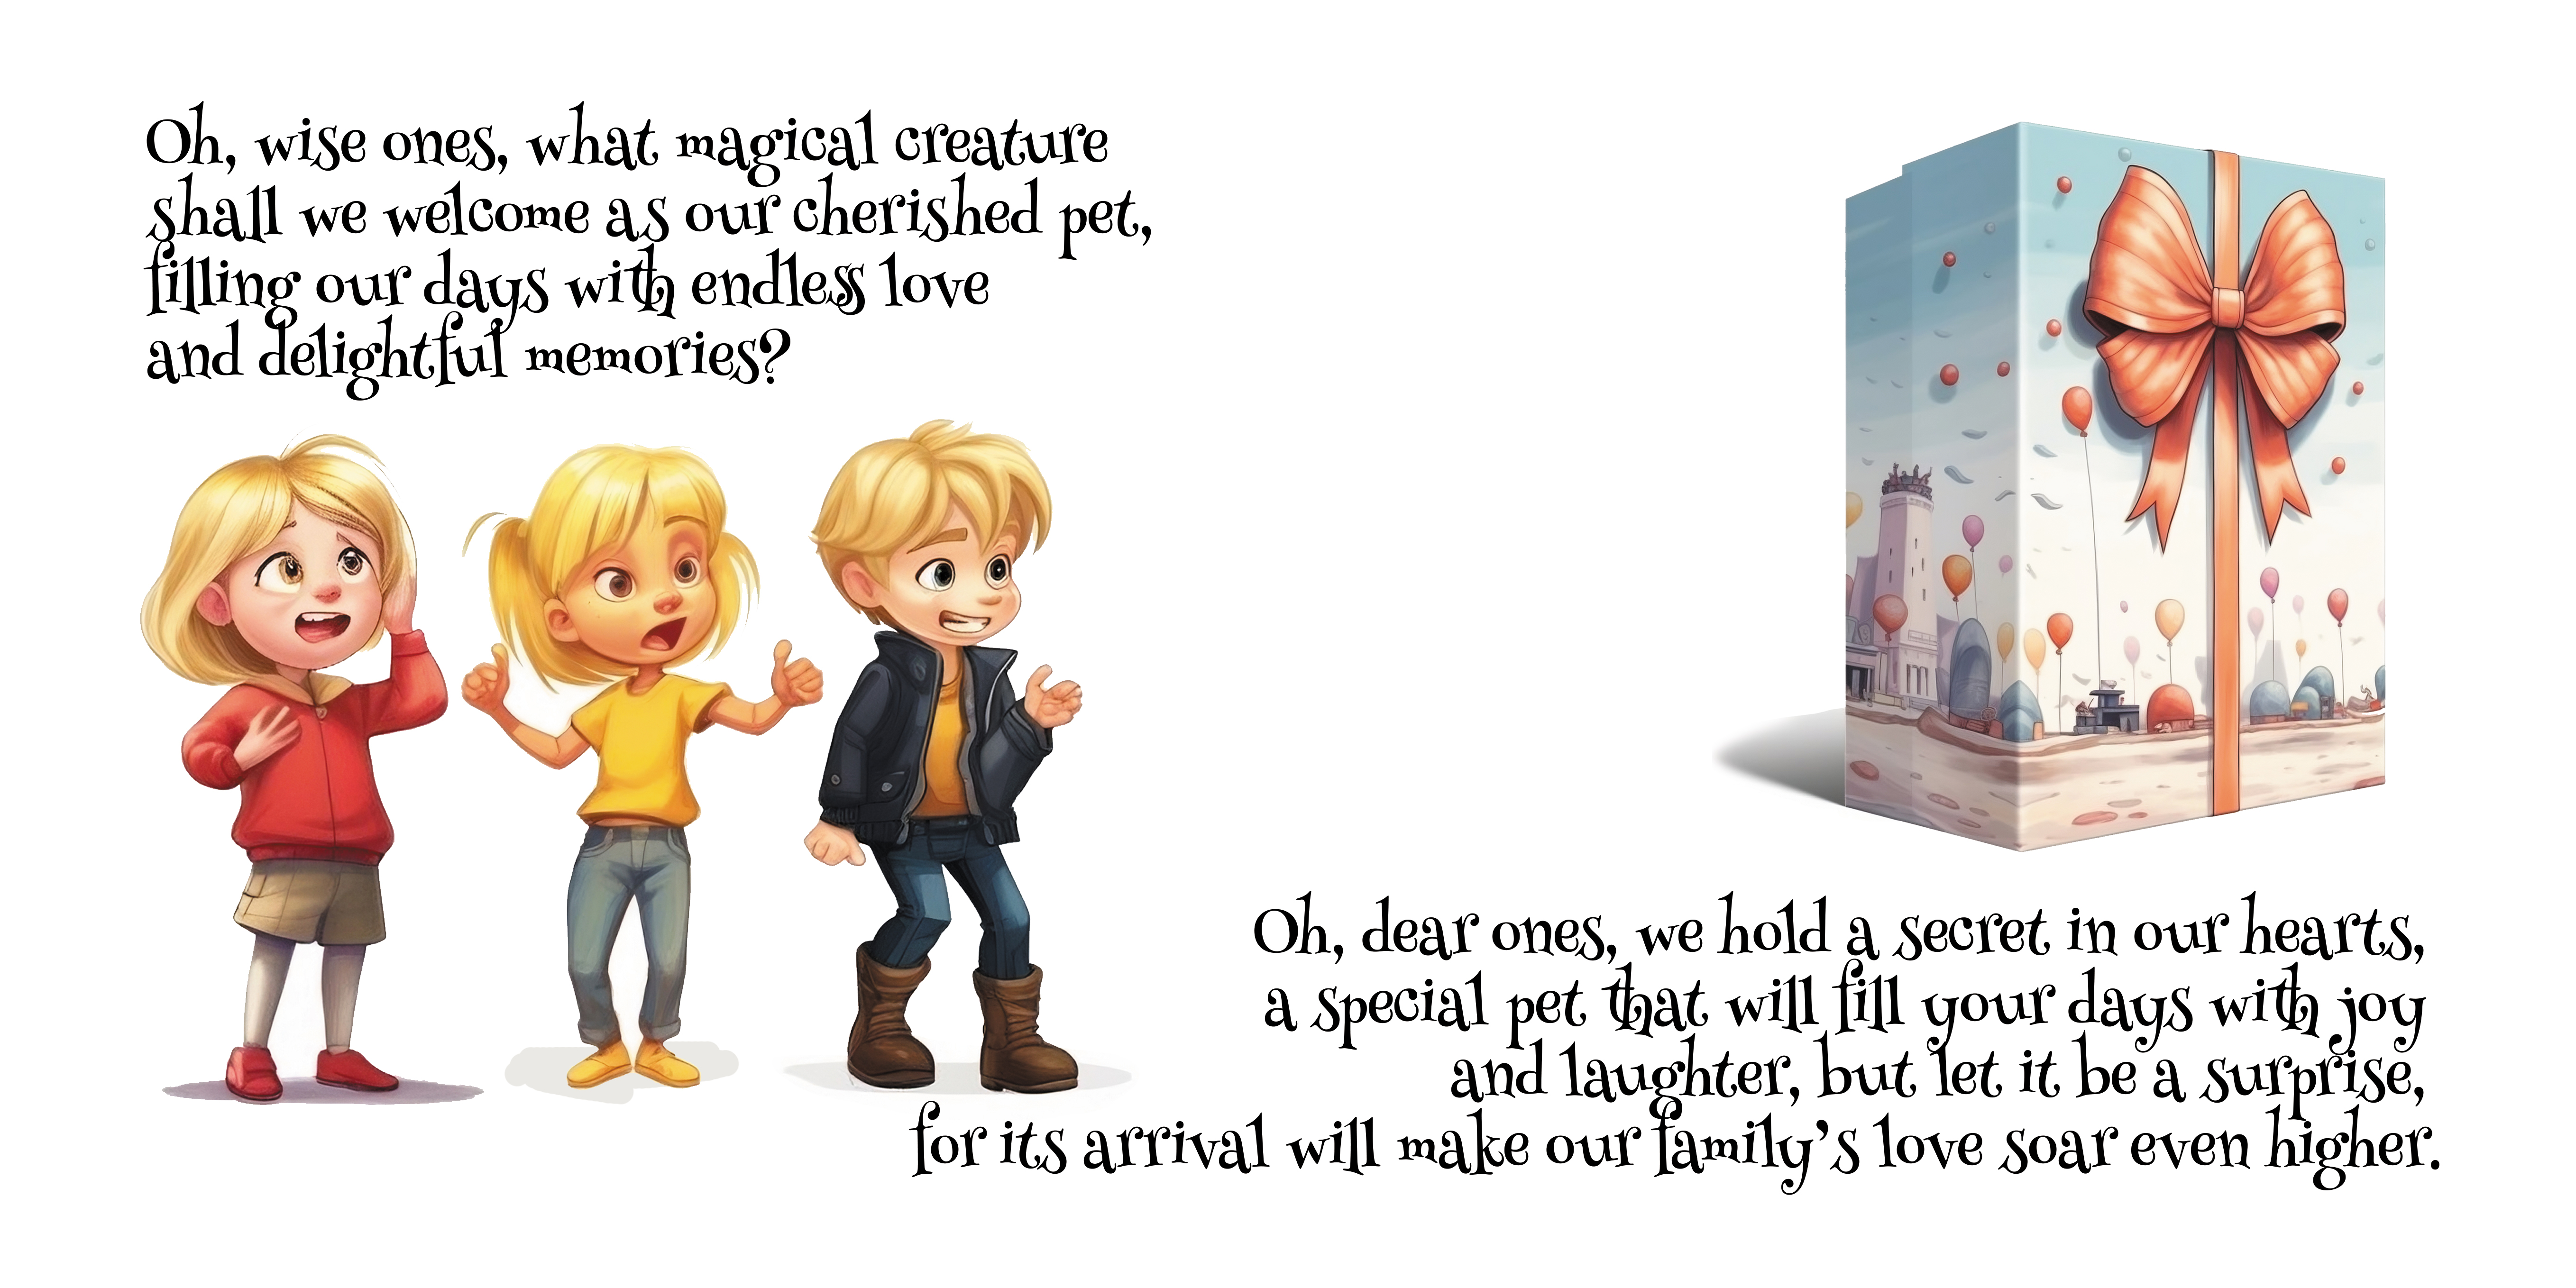 Oh, wise ones, what magical creature
shall we welcome as our cherished pet,
filling our days with endless love
and delightful memories?
Oh, dear ones, we hold a secret in our hearts,
a special pet that will fill your days with joy
and laughter, but let it be a surprise,
for its arrival will make our family's love soar even higher.